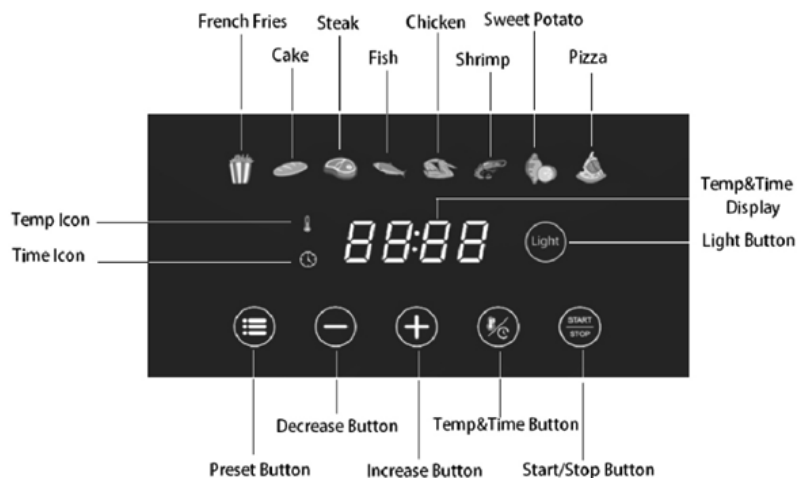 French Fries
Steak
Chicken
Sweet Potato
Cake
Fish
Shrimp
Pizza
Temp Icon
Time Icon
88:88
Light
Temp&Time
Display
Light Button
START
STOP
Decrease Button
Temp&Time Button
Preset Button
Increase Button
Start/Stop Button